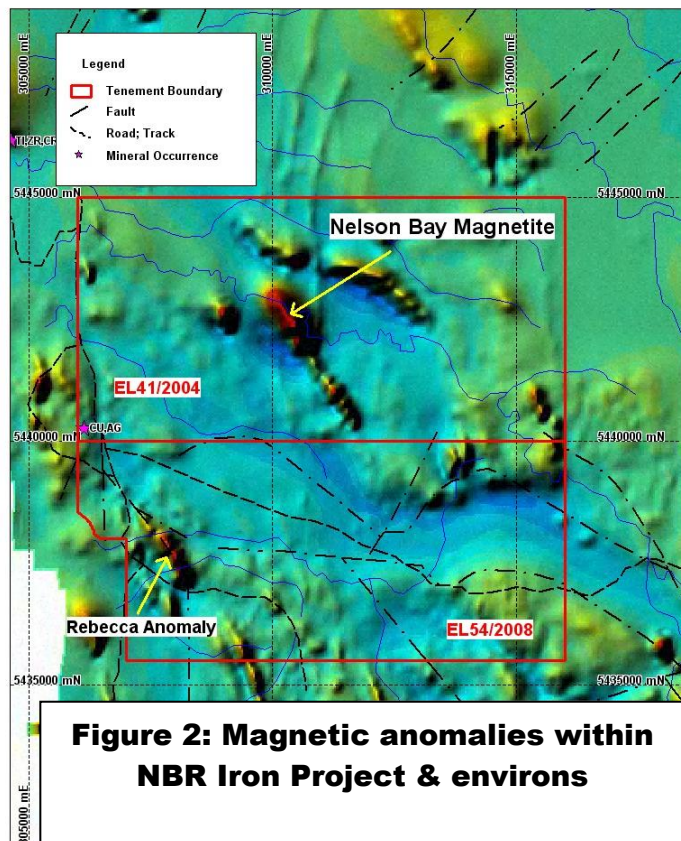 305000 mE
310000 mE
315000 mE
Legend
Tenement Boundary
Fault
Road; Track
Mineral Occurrence
TI,ZR,CR
5445000 mN
5445000 mN
Nelson Bay Magnetite
EL41/2004
CU,AG
5440000 mN
5440000 mN
Rebecca Anomaly
EL54/2008
5435000 mN
5435000 mN
Figure 2: Magnetic anomalies within
NBR Iron Project & environs
305000 mE